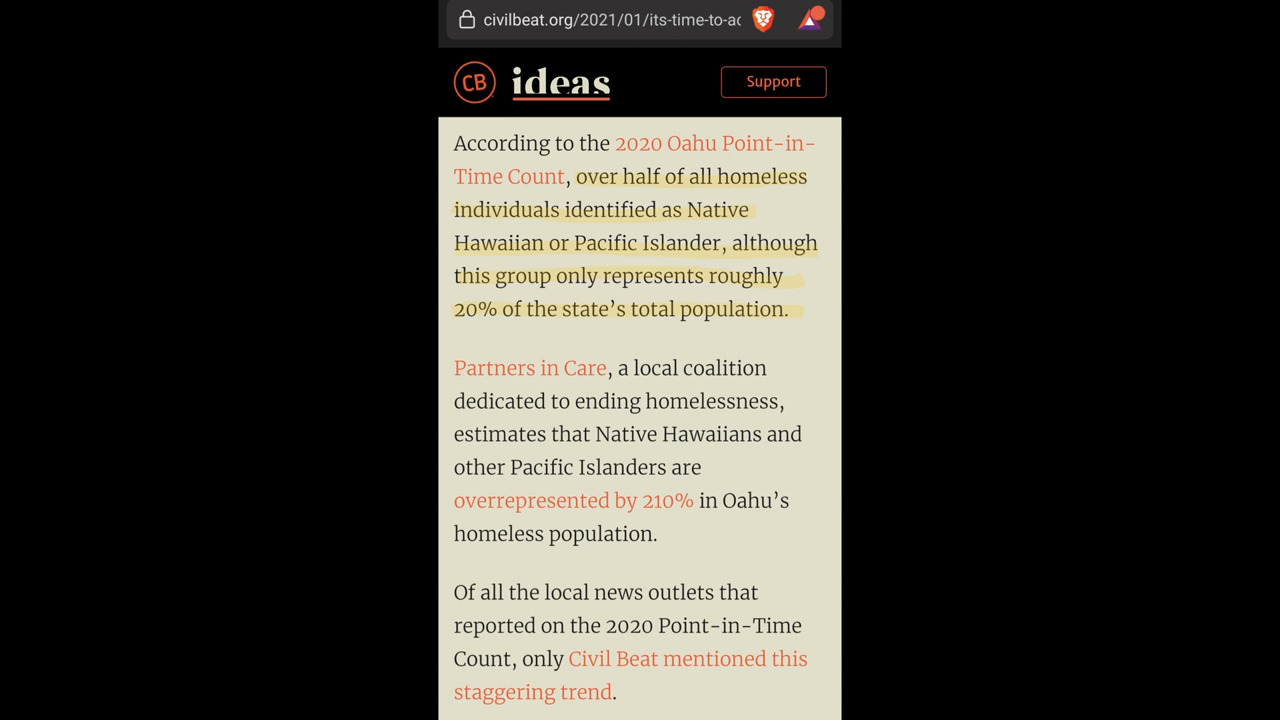 civilbeat.org/2021/01/its-time-to-ac
CB ideas Support
According to the 2020 Oahu Point-in-
Time Count, over half of all homeless
individuals identified as Native
Hawaiian or Pacific Islander, although
this group only represents roughly
20% of the state’s total population.
Partners in Care, a local coalition
dedicated to ending homelessness,
estimates that Native Hawaiians and
other Pacific Islanders are
overrepresented by 210% in Oahu’s
homeless population.
Of all the local news outlets that
reported on the 2020 Point-in-Time
Count, only Civil Beat mentioned this
staggering trend.